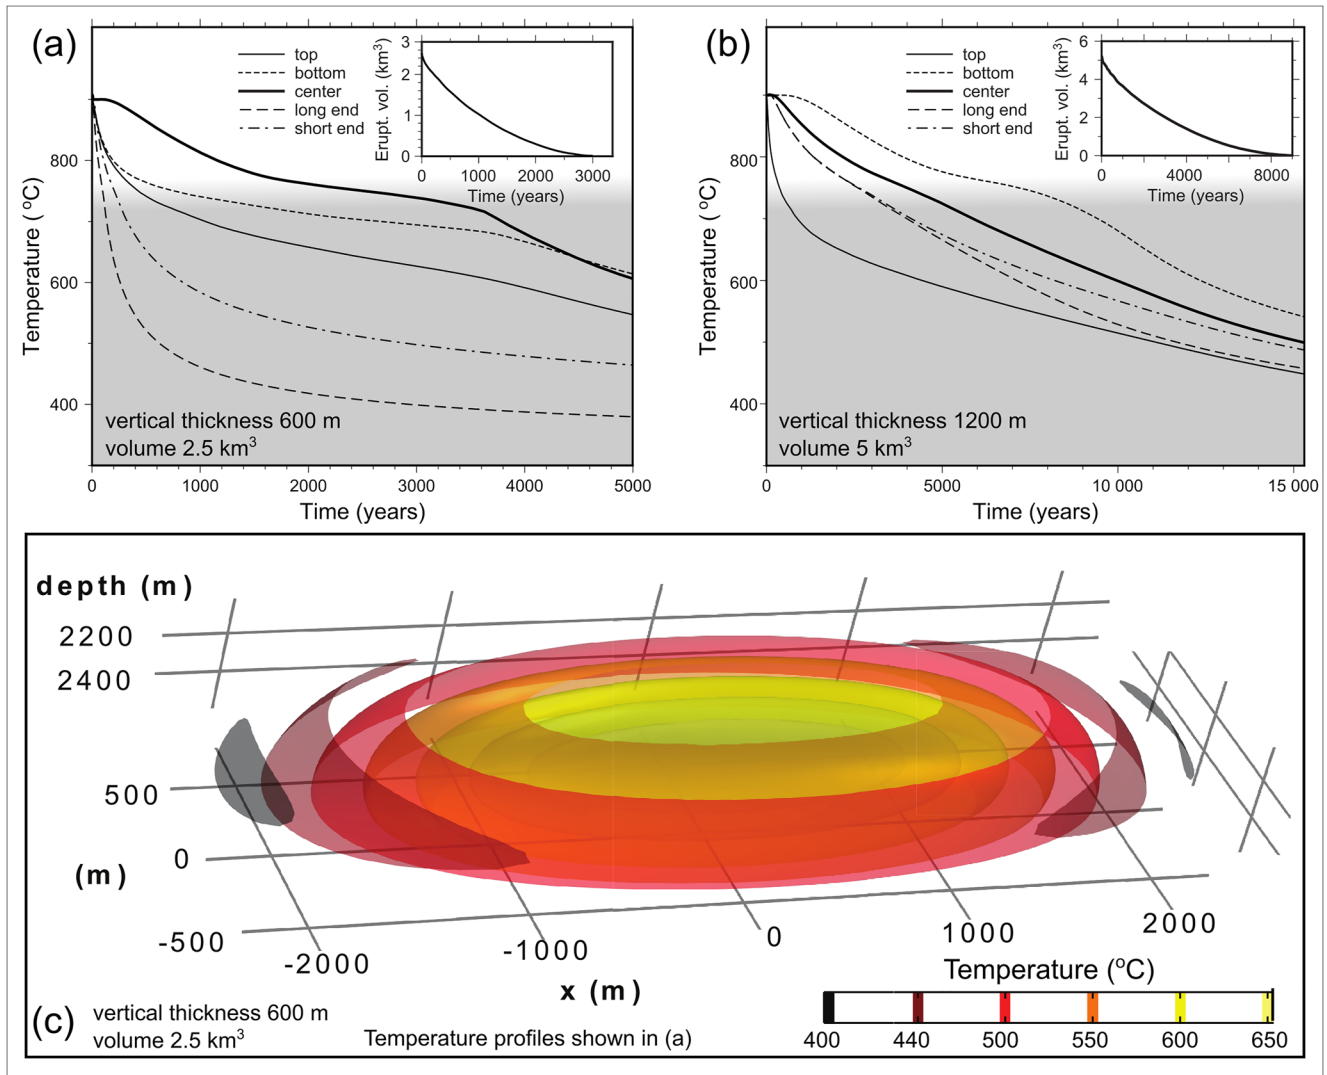 (a)
top
bottom
center
long end
short end
Erupt. vol. (km³)
3
2
1
0
0 1000 2000 3000
Time (years)
Temperature ( ºC)
800
600
400
vertical thickness 600 m
volume 2.5 km³
0 1000 2000 3000 4000 5000
Time (years)
(b)
top
bottom
center
long end
short end
Erupt. vol. (km³)
6
4
2
0
0 4000 8000
Time (years)
Temperature ( ºC)
800
600
400
vertical thickness 1200 m
volume 5 km³
0 5000 10 000 15 000
Time (years)
depth (m)
2200
2400
500
0
(m)
-500
-2000
-1000
0
1000
2000
x (m)
Temperature (ºC)
400 440 500 550 600 650
(c)
vertical thickness 600 m
volume 2.5 km³
Temperature profiles shown in (a)